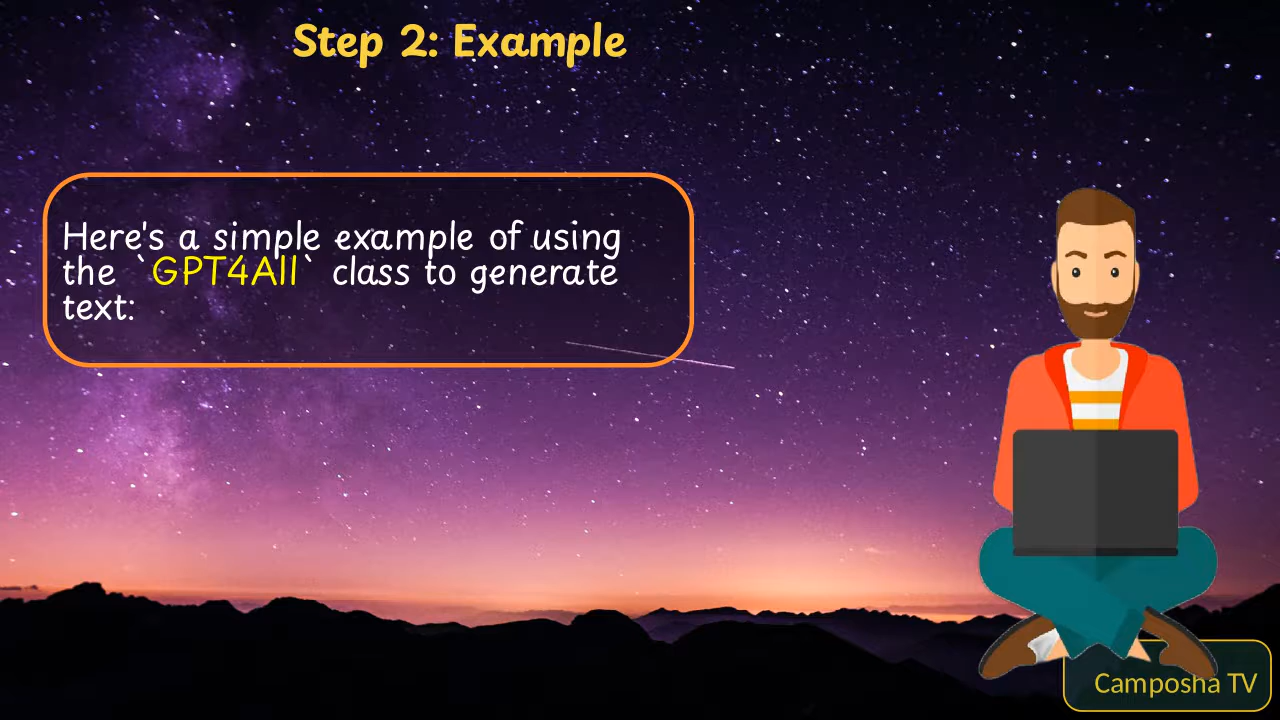 Step 2: Example
Here's a simple example of using
the `GPT4All` class to generate
text:
Camposha TV